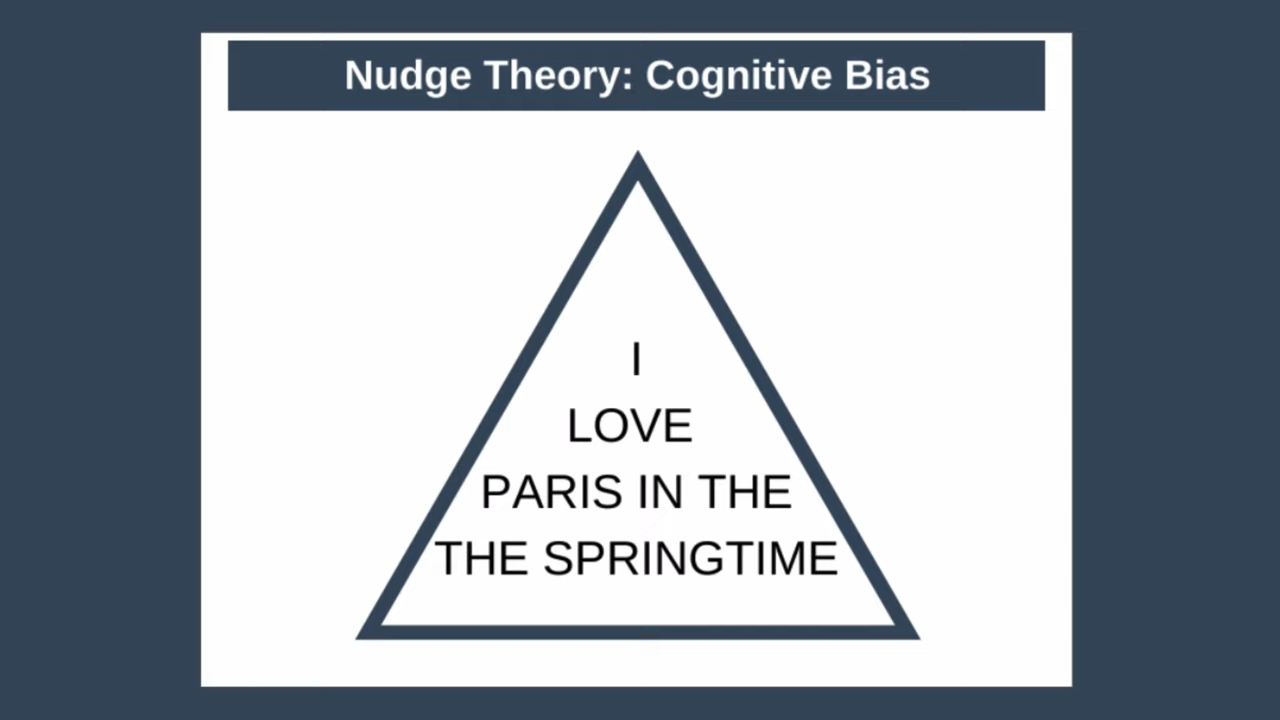 Nudge Theory: Cognitive Bias
I
LOVE
PARIS IN THE
THE SPRINGTIME